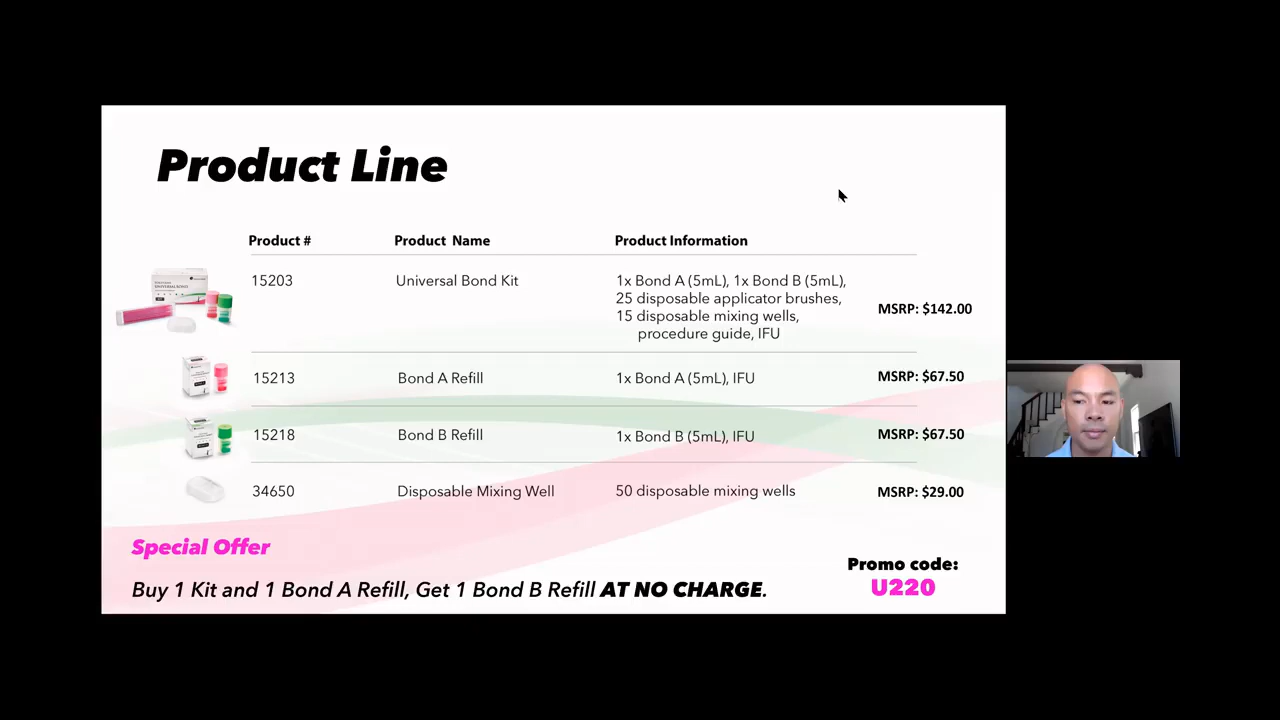 Product Line
Product # Product Name Product Information
15203 Universal Bond Kit 1x Bond A (5mL), 1x Bond B (5mL),
25 disposable applicator brushes,
15 disposable mixing wells,
procedure guide, IFU
MSRP: $142.00
15213 Bond A Refill 1x Bond A (5mL), IFU MSRP: $67.50
15218 Bond B Refill 1x Bond B (5mL), IFU MSRP: $67.50
34650 Disposable Mixing Well 50 disposable mixing wells MSRP: $29.00
Special Offer
Buy 1 Kit and 1 Bond A Refill, Get 1 Bond B Refill AT NO CHARGE.
Promo code:
U220